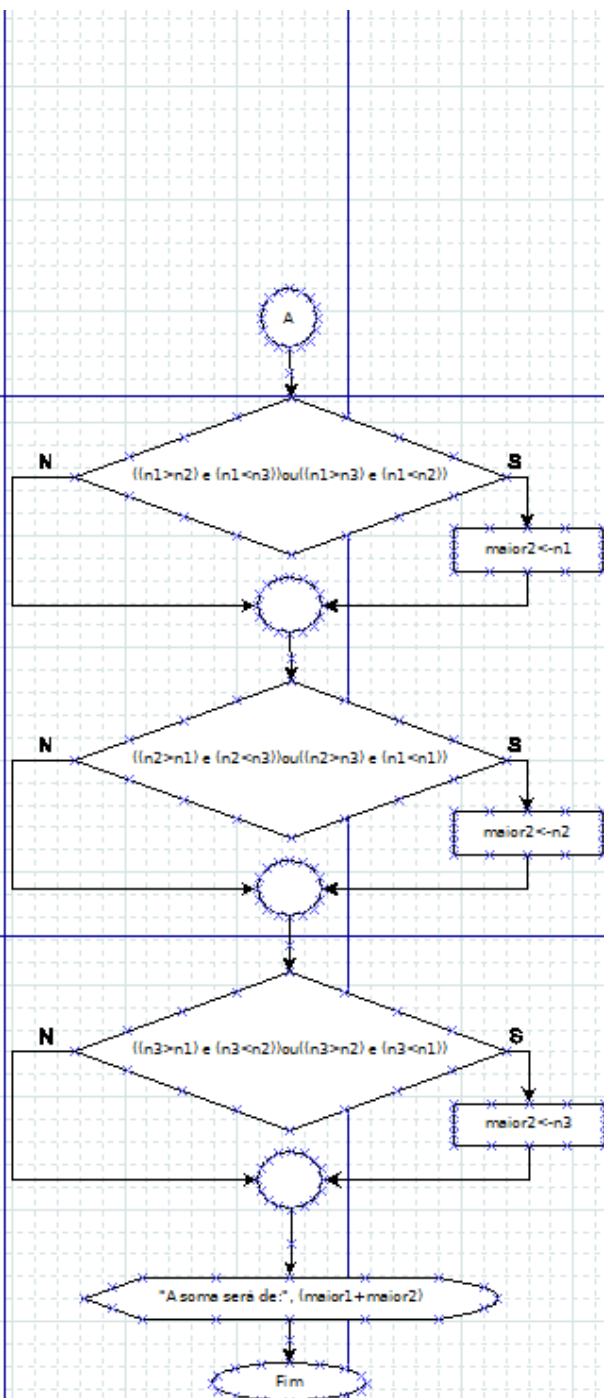 A
N
((n1>n2) e (n1<n3))ou((n1>n3) e (n1<n2))
S
maior2<-n1
N
((n2>n1) e (n2<n3))ou((n2>n3) e (n1<n1))
S
maior2<-n2
N
((n3>n1) e (n3<n2))ou((n3>n2) e (n3<n1))
S
maior2<-n3
"A soma será de:", (maior1+maior2)
Fim